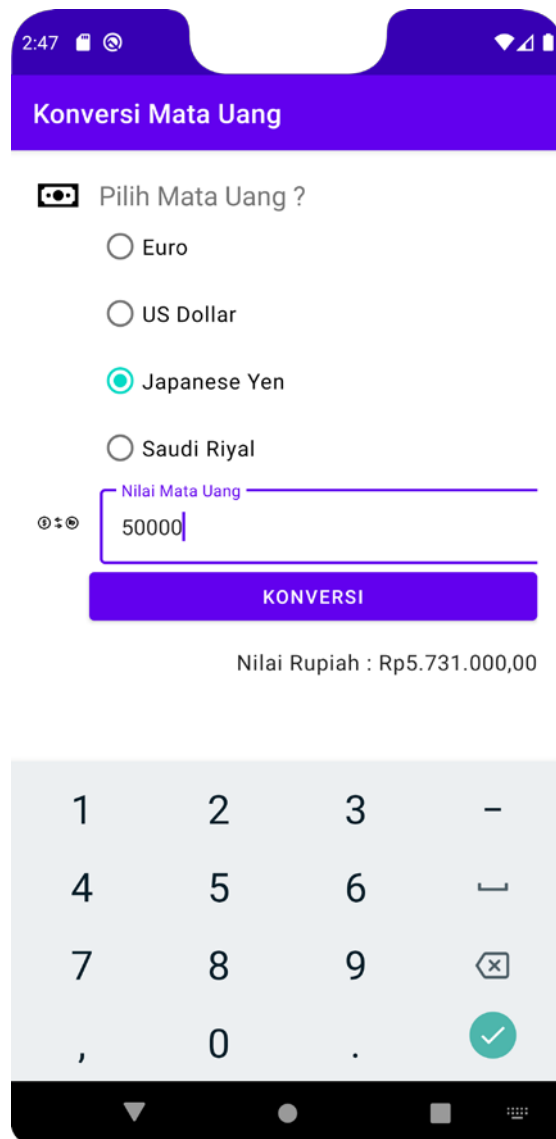 2:47
Konversi Mata Uang
Pilih Mata Uang ?
Euro
US Dollar
Japanese Yen
Saudi Riyal
Nilai Mata Uang
50000
KONVERSI
Nilai Rupiah : Rp5.731.000,00
1 2 3 -
4 5 6
7 8 9
, 0 .